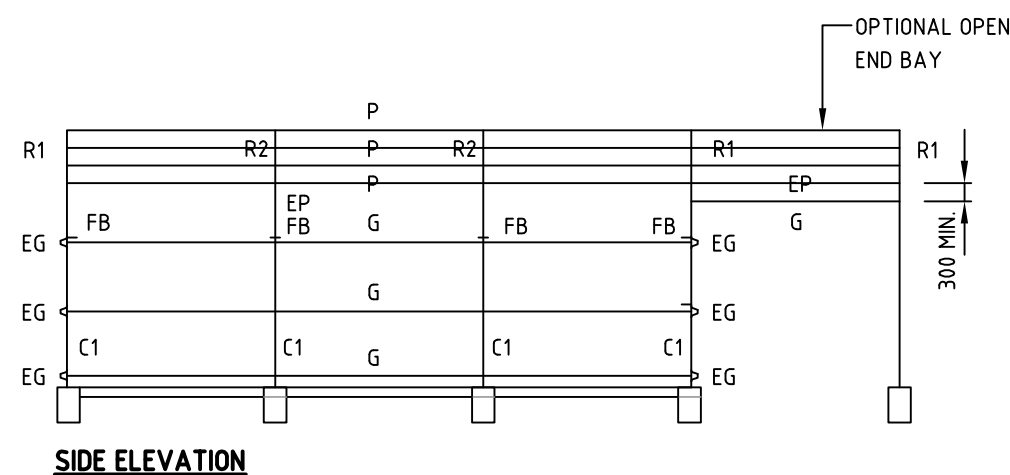 OPTIONAL OPEN
END BAY
P
R1 R2 P R2 R1 R1
P EP
EP
FB FB G FB FB G
EG EG
300 MIN.
G
EG EG
C1 C1 G C1 C1
EG EG
SIDE ELEVATION